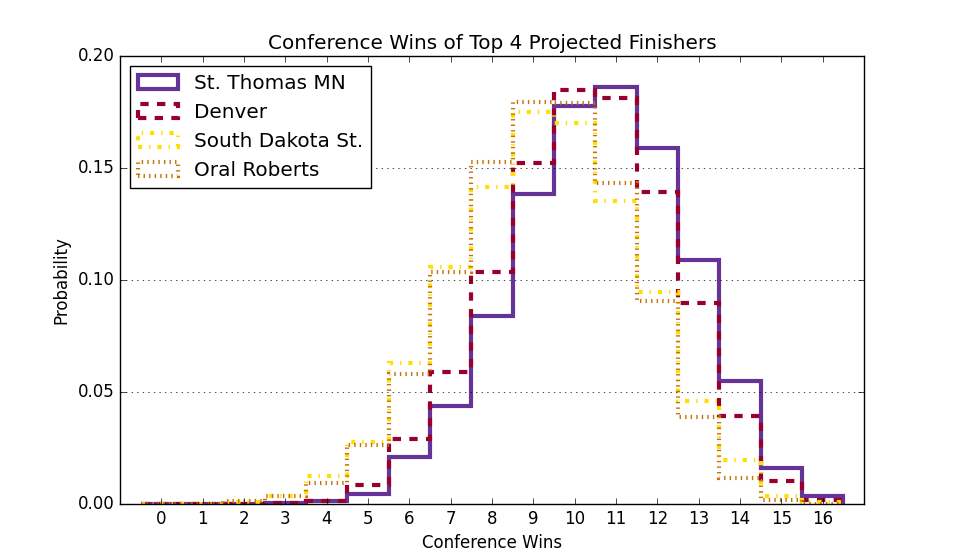 Conference Wins of Top 4 Projected Finishers
0.20
0.15
0.10
0.05
0.00
Probability
St. Thomas MN
Denver
South Dakota St.
Oral Roberts
0 1 2 3 4 5 6 7 8 9 10 11 12 13 14 15 16
Conference Wins